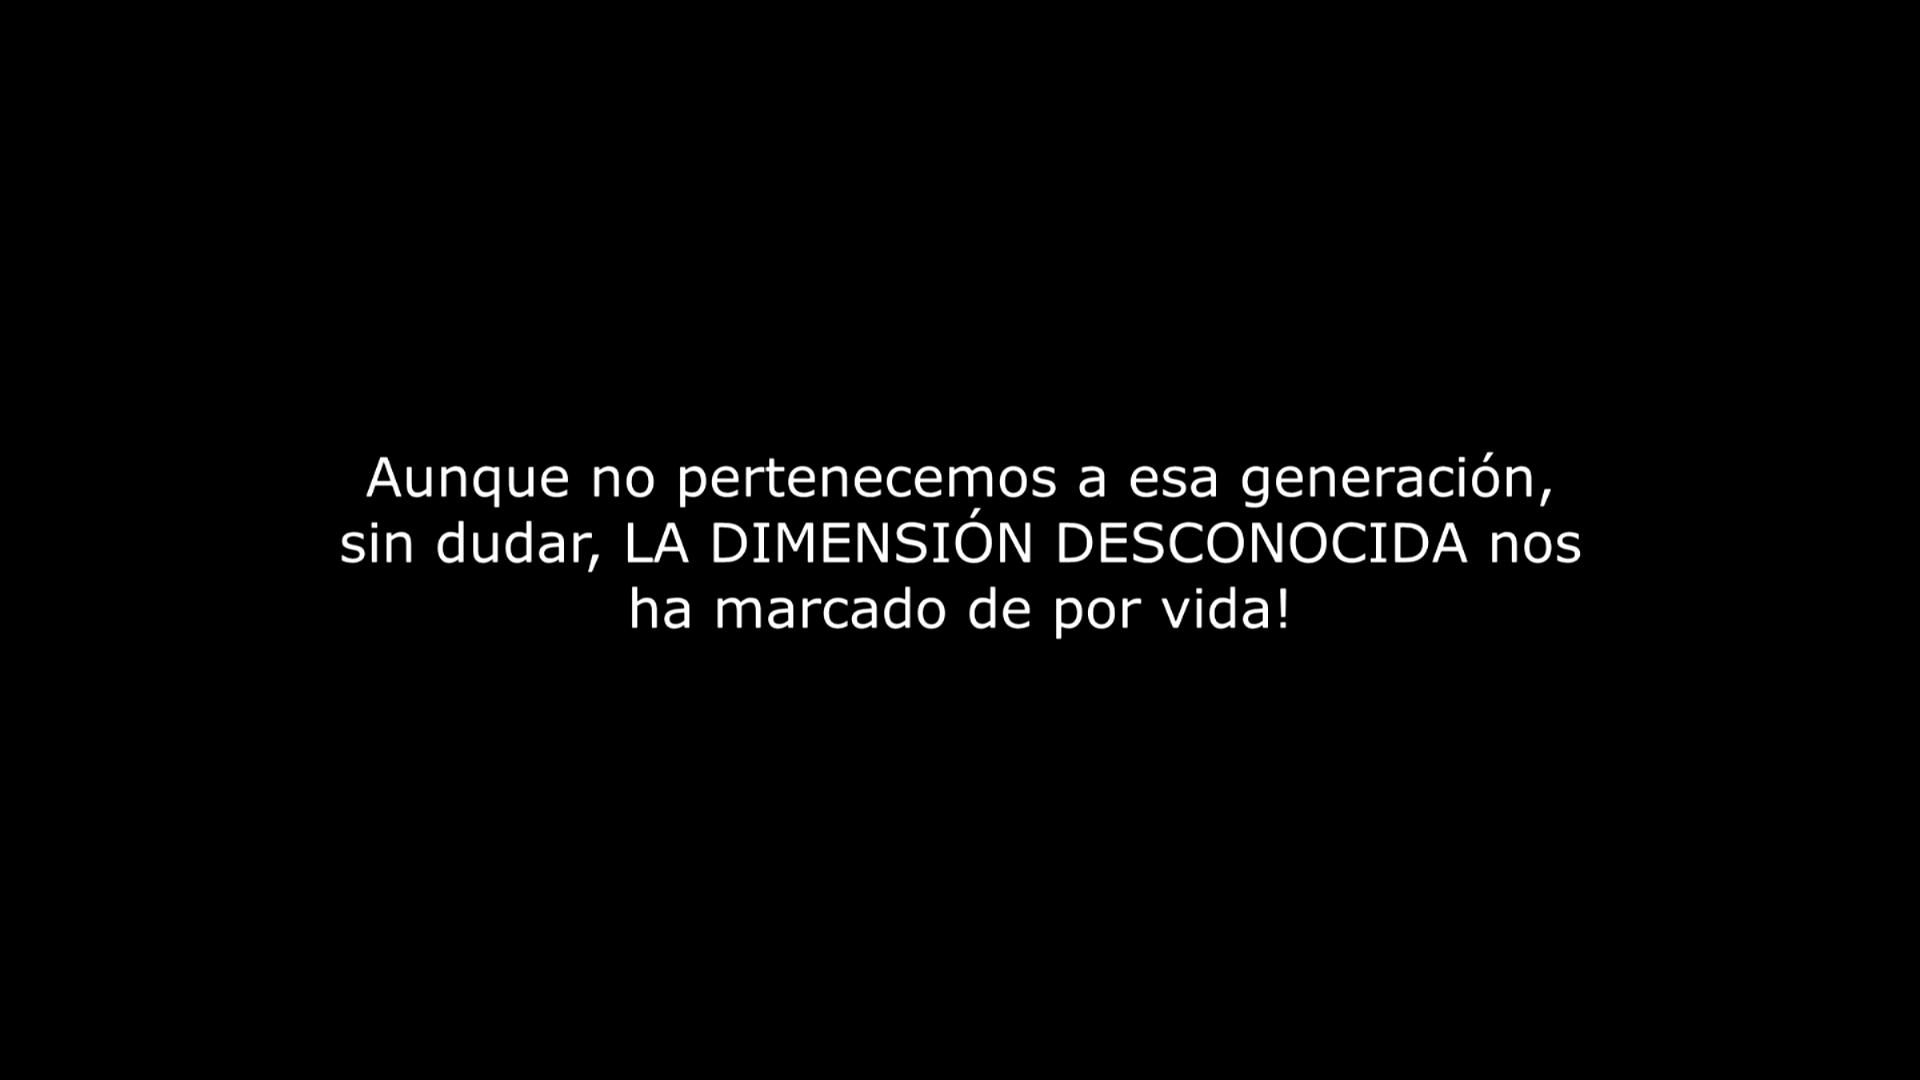 Aunque no pertenecemos a esa generación,
sin dudar, LA DIMENSIÓN DESCONOCIDA nos
ha marcado de por vida!